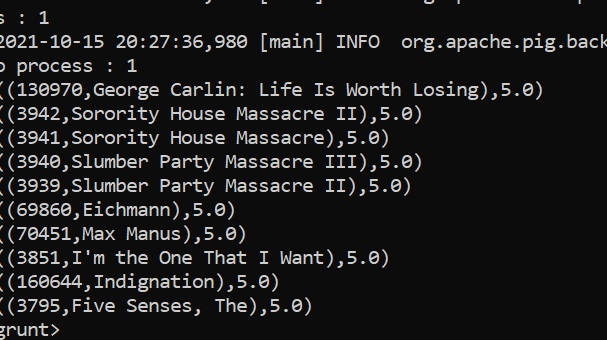 s : 1
2021-10-15 20:27:36,980 [main] INFO  org.apache.pig.back
o process : 1
((130970,George Carlin: Life Is Worth Losing),5.0)
((3942,Sorority House Massacre II),5.0)
((3941,Sorority House Massacre),5.0)
((3940,Slumber Party Massacre III),5.0)
((3939,Slumber Party Massacre II),5.0)
((69860,Eichmann),5.0)
((70451,Max Manus),5.0)
((3851,I'm the One That I Want),5.0)
((160644,Indignation),5.0)
((3795,Five Senses, The),5.0)
grunt>